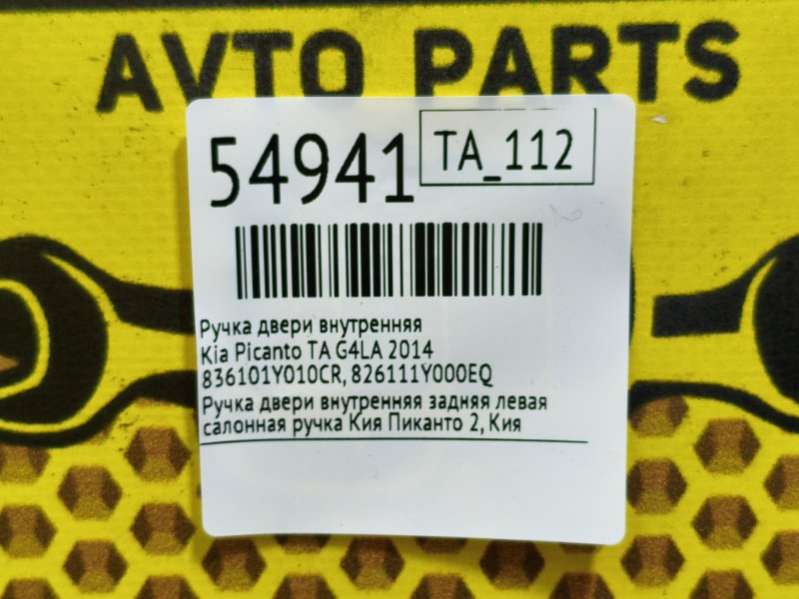 AVTO PARTS
54941
TA_112
Ручка двери внутренняя
Kia Picanto TA G4LA 2014
836101Y010CR, 826111Y000EQ
Ручка двери внутренняя задняя левая
салонная ручка Кия Пиканто 2, Кия